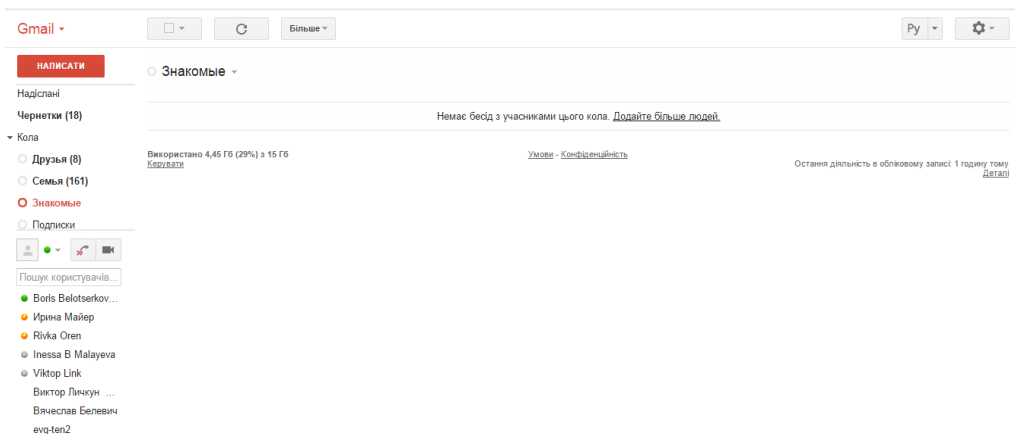 Gmail
Більше
Ру
НАПИСАТИ
Знакомые
Надіслані
Чернетки (18)
Немає бесід з учасниками цього кола. Додайте більше людей.
Кола
Друзья (8)
Семья (161)
Знакомые
Подписки
Використано 4,45 Гб (29%) з 15 Гб
Керувати
Умови - Конфіденційність
Остання діяльність в обліковому записі: 1 годину тому
Деталі
Пошук користувачів...
Boris Belotserkov...
Ирина Майер
Rivka Oren
Inessa B Malayeva
Viktop Link
Виктор Личкун ...
Вячеслав Белевич
evg-ten2